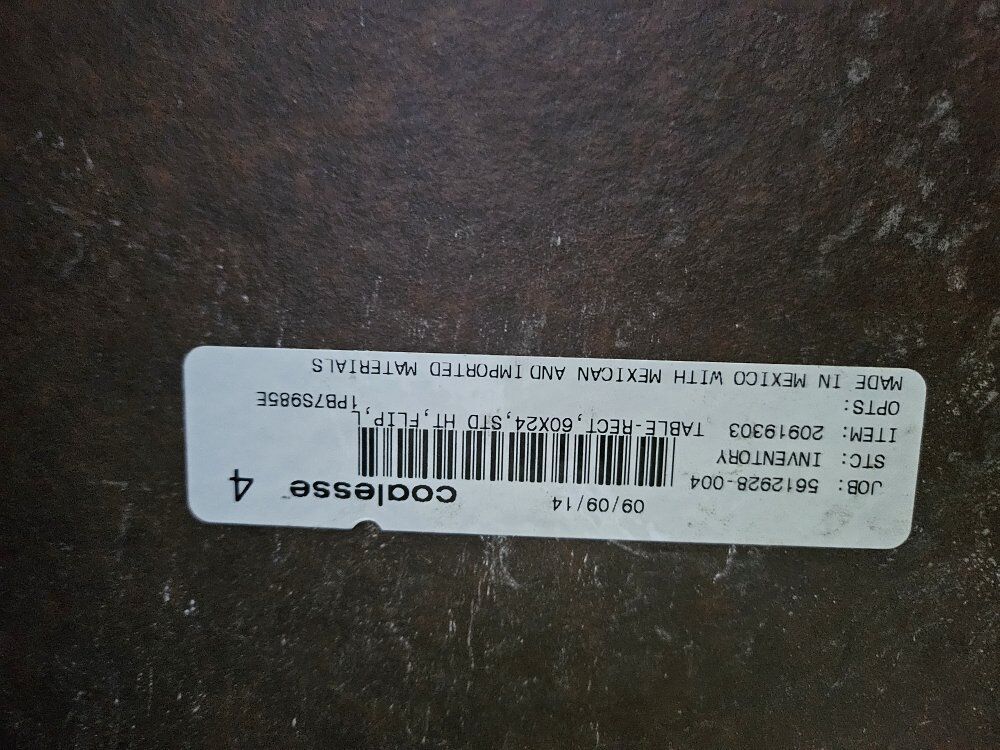 09/09/14 coalesse™ 4
JOB: 5612928-004
STC: INVENTORY
ITEM: 20919303 TABLE-RECT,60X24,STD HT,FLIP,L
OPTS: 1PB7S985E
MADE IN MEXICO WITH MEXICAN AND IMPORTED MATERIALS